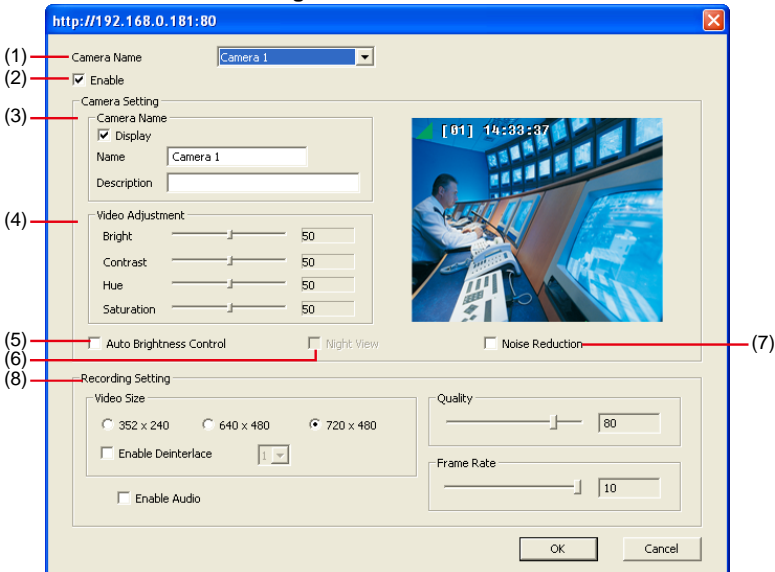 http://192.168.0.181:80
(1)
Camera Name
Camera 1
(2)
Enable
Camera Setting
(3)
Camera Name
Display
Name
Camera 1
Description
[01] 14:33:37
(4)
Video Adjustment
Bright
50
Contrast
50
Hue
50
Saturation
50
(5)
Auto Brightness Control
(6)
Night View
Noise Reduction
(7)
(8)
Recording Setting
Video Size
352 x 240
640 x 480
720 x 480
Enable Deinterlace
1
Enable Audio
Quality
80
Frame Rate
10
OK
Cancel